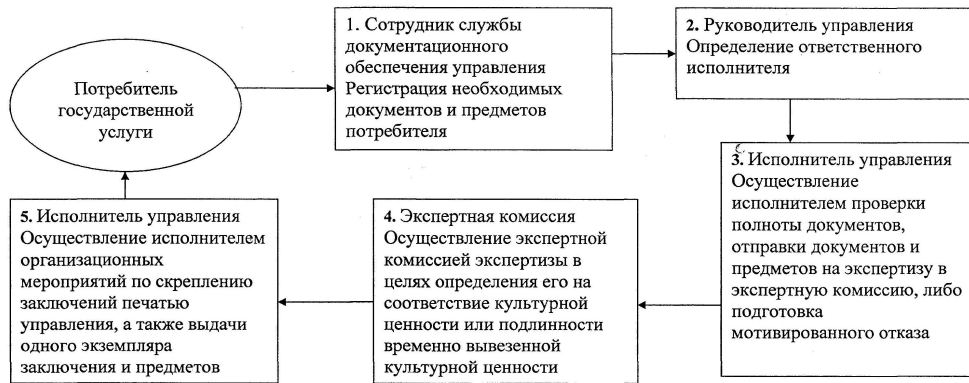 Потребитель
государственной
услуги
1. Сотрудник службы
документационного
обеспечения управления
Регистрация необходимых
документов и предметов
потребителя
2. Руководитель управления
Определение ответственного
исполнителя
3. Исполнитель управления
Осуществление
исполнителем проверки
полноты документов,
отправки документов и
предметов на экспертизу в
экспертную комиссию, либо
подготовка
мотивированного отказа
4. Экспертная комиссия
Осуществление экспертной
комиссией экспертизы в
целях определения его на
соответствие культурной
ценности или подлинности
временно вывезенной
культурной ценности
5. Исполнитель управления
Осуществление исполнителем
организационных
мероприятий по скреплению
заключений печатью
управления, а также выдачи
одного экземпляра
заключения и предметов